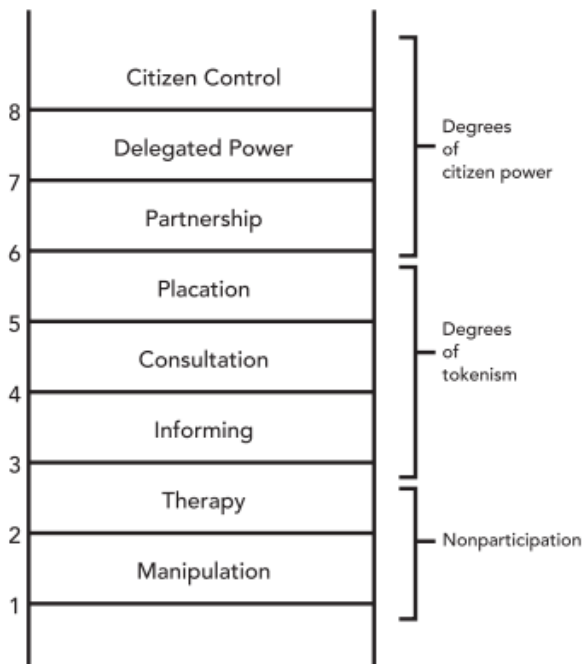 Citizen Control
8
Delegated Power
7
Partnership
6
Placation
5
Consultation
4
Informing
3
Therapy
2
Manipulation
1
Degrees
of
citizen power
Degrees
of
tokenism
Nonparticipation